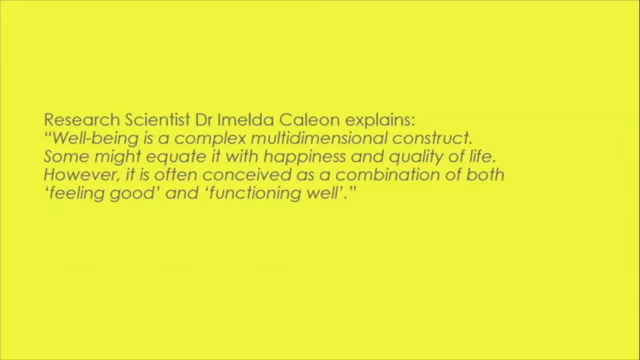 Research Scientist Dr Imelda Caleon explains:
“Well-being is a complex multidimensional construct.
Some might equate it with happiness and quality of life.
However, it is often conceived as a combination of both
‘feeling good’ and ‘functioning well’.”